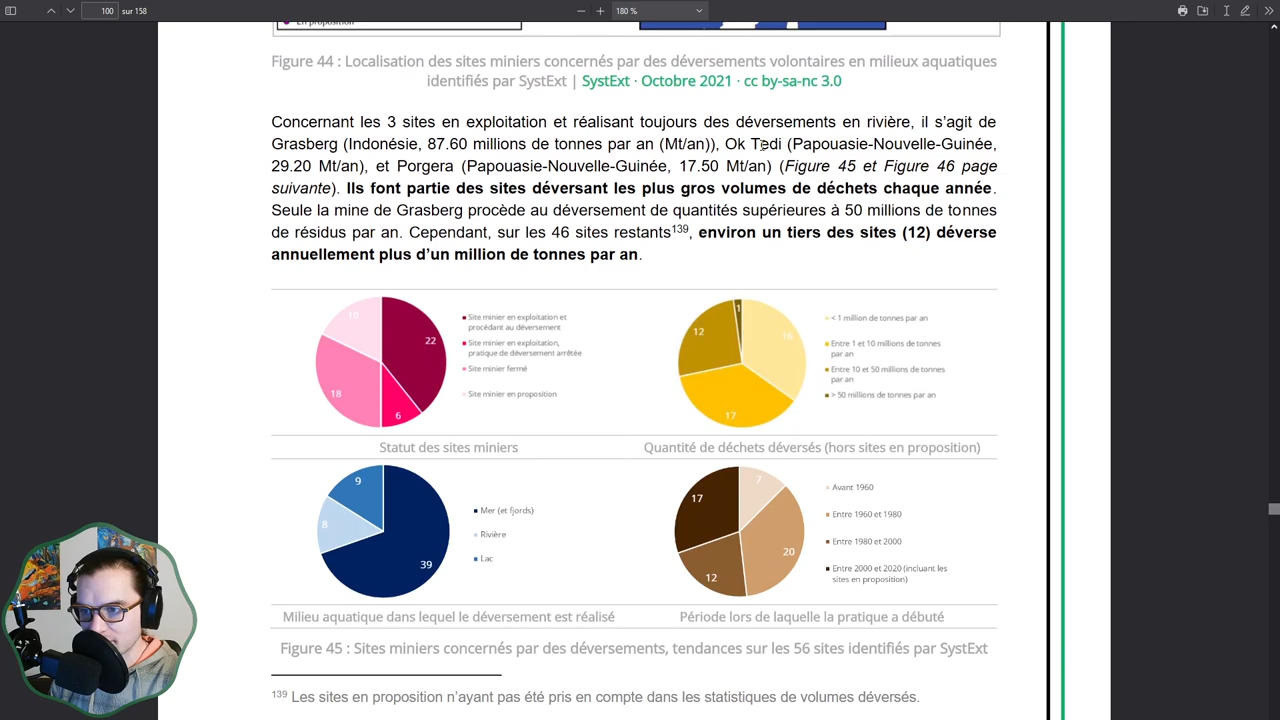 100 sur 158
180 %
En proposition
Figure 44 : Localisation des sites miniers concernés par des déversements volontaires en milieux aquatiques
identifiés par SystExt | SystExt · Octobre 2021 · cc by-sa-nc 3.0
Concernant les 3 sites en exploitation et réalisant toujours des déversements en rivière, il s’agit de
Grasberg (Indonésie, 87.60 millions de tonnes par an (Mt/an)), Ok Tedi (Papouasie-Nouvelle-Guinée,
29.20 Mt/an), et Porgera (Papouasie-Nouvelle-Guinée, 17.50 Mt/an) (Figure 45 et Figure 46 page
suivante). Ils font partie des sites déversant les plus gros volumes de déchets chaque année.
Seule la mine de Grasberg procède au déversement de quantités supérieures à 50 millions de tonnes
de résidus par an. Cependant, sur les 46 sites restants139, environ un tiers des sites (12) déverse
annuellement plus d’un million de tonnes par an.
10
22
18
6
Site minier en exploitation et
procédant au déversement
Site minier en exploitation,
pratique de déversement arrêtée
Site minier fermé
Site minier en proposition
1
12
16
17
< 1 million de tonnes par an
Entre 1 et 10 millions de tonnes
par an
Entre 10 et 50 millions de tonnes
par an
> 50 millions de tonnes par an
Statut des sites miniers
Quantité de déchets déversés (hors sites en proposition)
9
8
39
Mer (et fjords)
Rivière
Lac
7
17
20
12
Avant 1960
Entre 1960 et 1980
Entre 1980 et 2000
Entre 2000 et 2020 (incluant les
sites en proposition)
Milieu aquatique dans lequel le déversement est réalisé
Période lors de laquelle la pratique a débuté
Figure 45 : Sites miniers concernés par des déversements, tendances sur les 56 sites identifiés par SystExt
139 Les sites en proposition n’ayant pas été pris en compte dans les statistiques de volumes déversés.